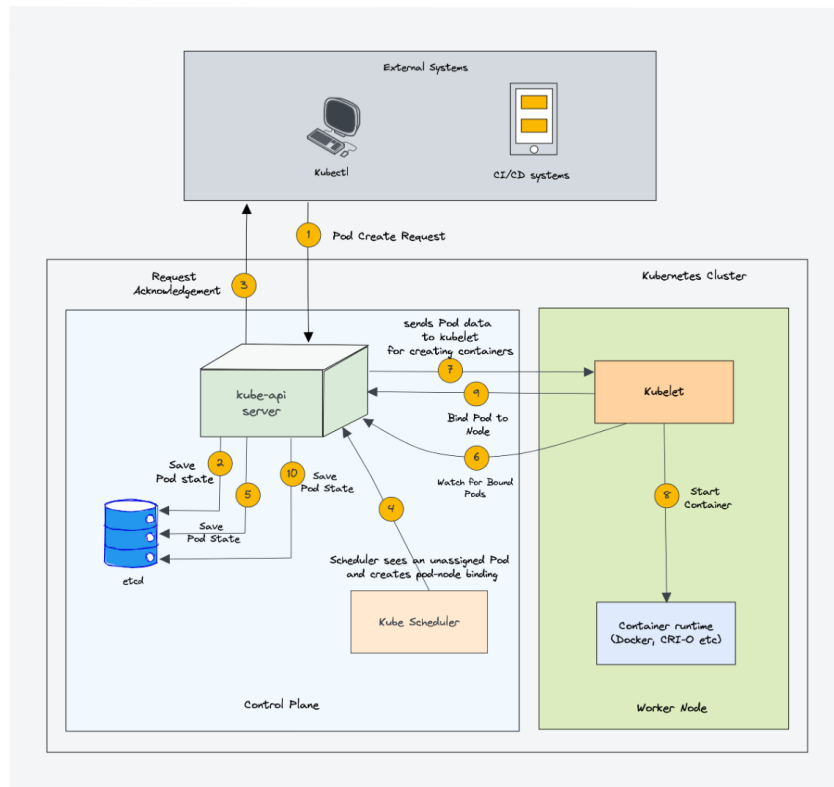 External Systems
Kubectl
CI/CD systems
1
Pod Create Request
Request
Acknowledgement
3
Kubernetes Cluster
sends Pod data
to kubelet
for creating containers
7
kube-api
server
9
Kubelet
Bind Pod to
Node
6
Watch for Bound
Pods
2
Save
Pod state
10
Save
Pod State
5
Save
Pod State
8
Start
Container
4
etcd
Scheduler sees an unassigned Pod
and creates pod-node binding
Kube Scheduler
Container runtime
(Docker, CRI-O etc)
Control Plane
Worker Node